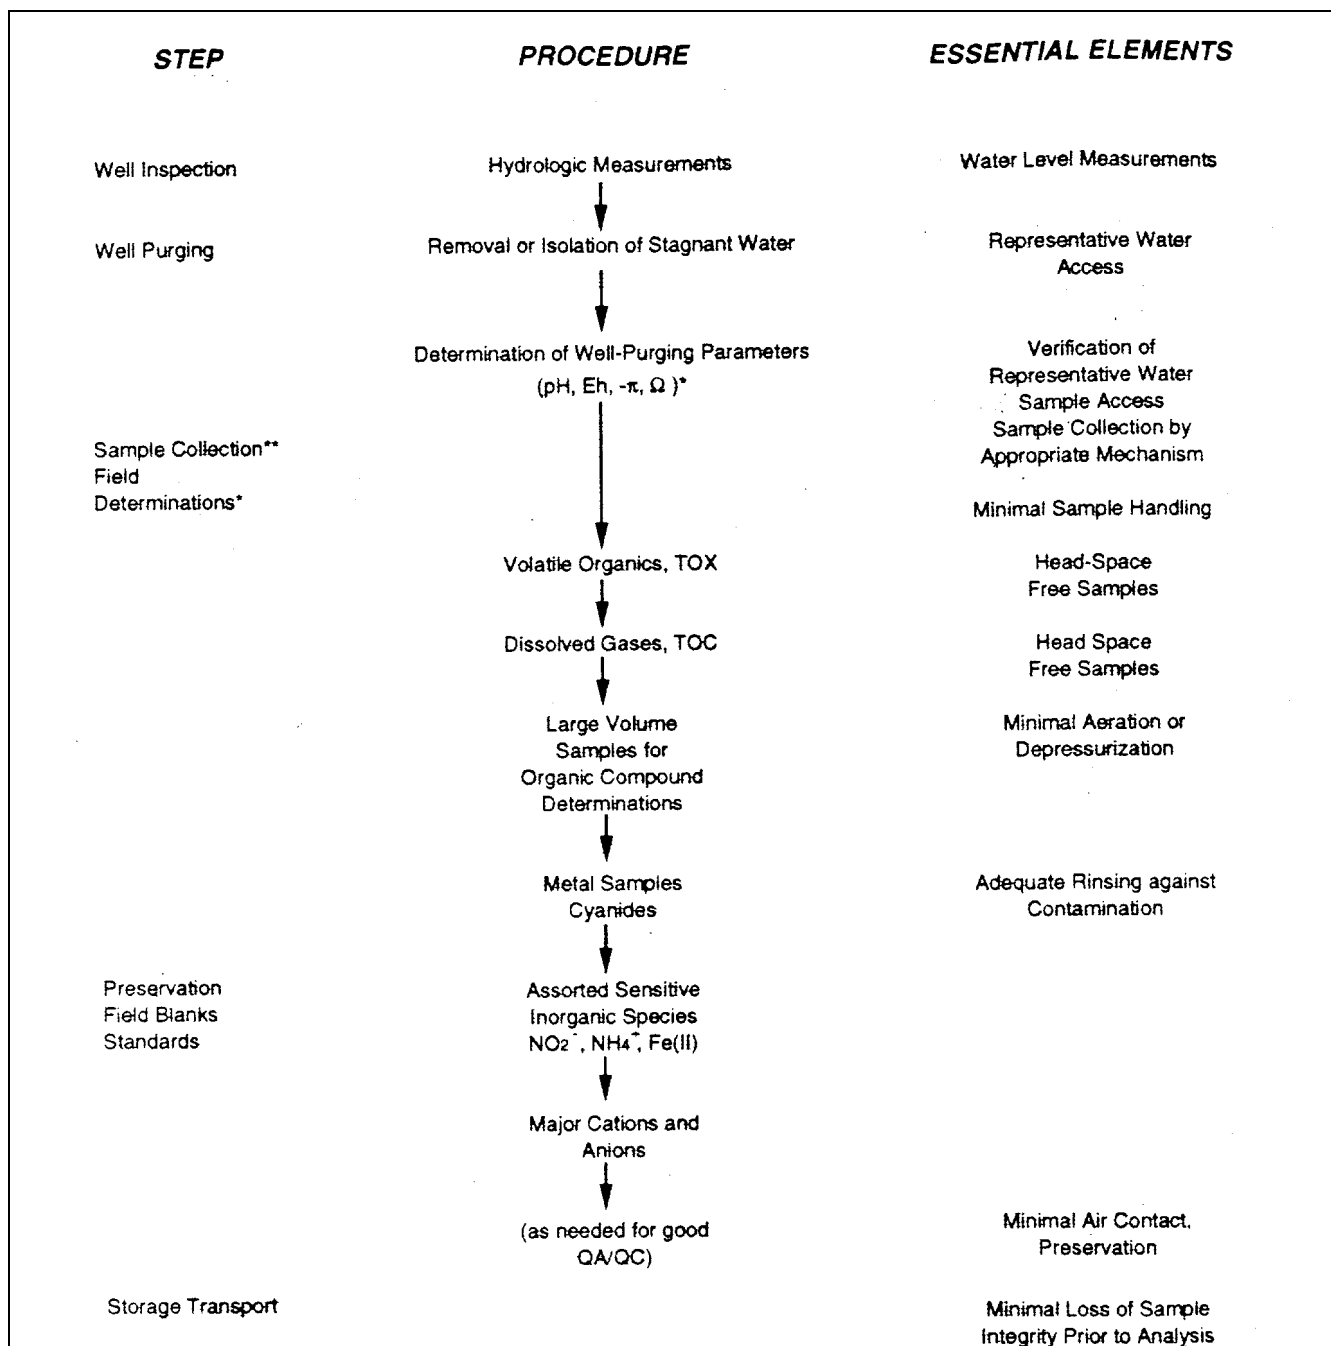 STEP PROCEDURE ESSENTIAL ELEMENTS
Well Inspection Hydrologic Measurements Water Level Measurements
Well Purging Removal or Isolation of Stagnant Water Representative Water
Access
Determination of Well-Purging Parameters
(pH, Eh, -π, Ω )*
Verification of
Representative Water
Sample Access
Sample Collection by
Appropriate Mechanism
Sample Collection**
Field
Determinations*
Minimal Sample Handling
Volatile Organics, TOX
Head-Space
Free Samples
Dissolved Gases, TOC
Head Space
Free Samples
Large Volume
Samples for
Organic Compound
Determinations
Minimal Aeration or
Depressurization
Metal Samples
Cyanides
Adequate Rinsing against
Contamination
Preservation
Field Blanks
Standards
Assorted Sensitive
Inorganic Species
NO₂⁻, NH₄⁺, Fe(II)
Major Cations and
Anions
(as needed for good
QA/QC)
Minimal Air Contact,
Preservation
Storage Transport
Minimal Loss of Sample
Integrity Prior to Analysis